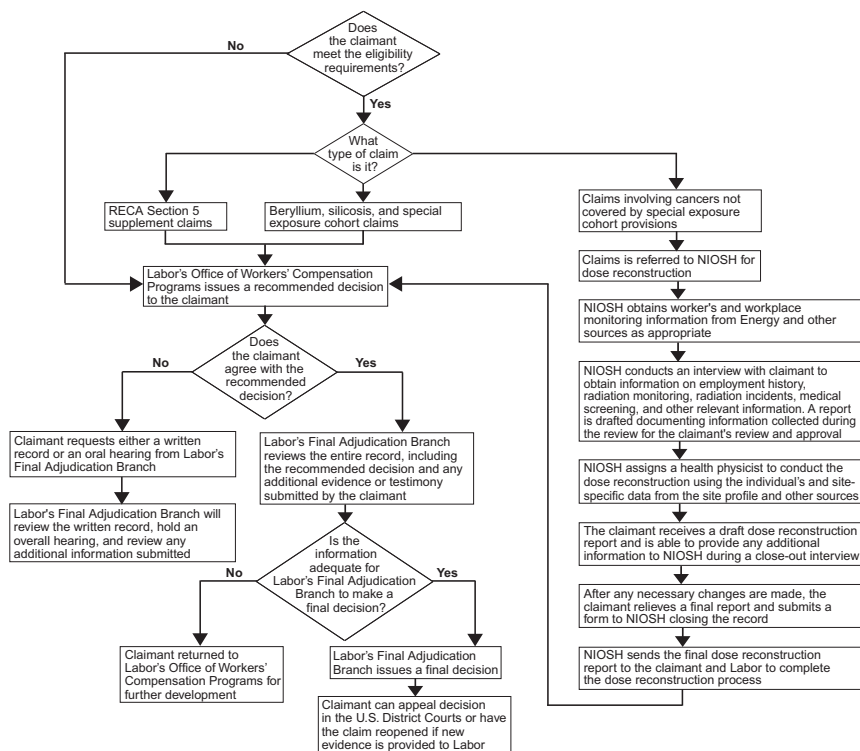 Does
the claimant
meet the eligibility
requirements?
No
Yes
What
type of claim
is it?
RECA Section 5
supplement claims
Beryllium, silicosis, and special
exposure cohort claims
Claims involving cancers not
covered by special exposure
cohort provisions
Claims is referred to NIOSH for
dose reconstruction
Labor's Office of Workers' Compensation
Programs issues a recommended decision
to the claimant
NIOSH obtains worker's and workplace
monitoring information from Energy and other
sources as appropriate
Does
the claimant
agree with the
recommended
decision?
No
Yes
NIOSH conducts an interview with claimant to
obtain information on employment history,
radiation monitoring, radiation incidents, medical
screening, and other relevant information. A report
is drafted documenting information collected during
the review for the claimant's review and approval
Claimant requests either a written
record or an oral hearing from Labor's
Final Adjudication Branch
Labor's Final Adjudication Branch
reviews the entire record, including
the recommended decision and any
additional evidence or testimony
submitted by the claimant
NIOSH assigns a health physicist to conduct the
dose reconstruction using the individual's and site-
specific data from the site profile and other sources
Labor's Final Adjudication Branch will
review the written record, hold an
overall hearing, and review any
additional information submitted
The claimant receives a draft dose reconstruction
report and is able to provide any additional
information to NIOSH during a close-out interview
Is the
information
adequate for
Labor's Final Adjudication
Branch to make a
final decision?
No
Yes
After any necessary changes are made, the
claimant relieves a final report and submits a
form to NIOSH closing the record
Claimant returned to
Labor's Office of Workers'
Compensation Programs for
further development
Labor's Final Adjudication
Branch issues a final decision
NIOSH sends the final dose reconstruction
report to the claimant and Labor to complete
the dose reconstruction process
Claimant can appeal decision
in the U.S. District Courts or have
the claim reopened if new
evidence is provided to Labor